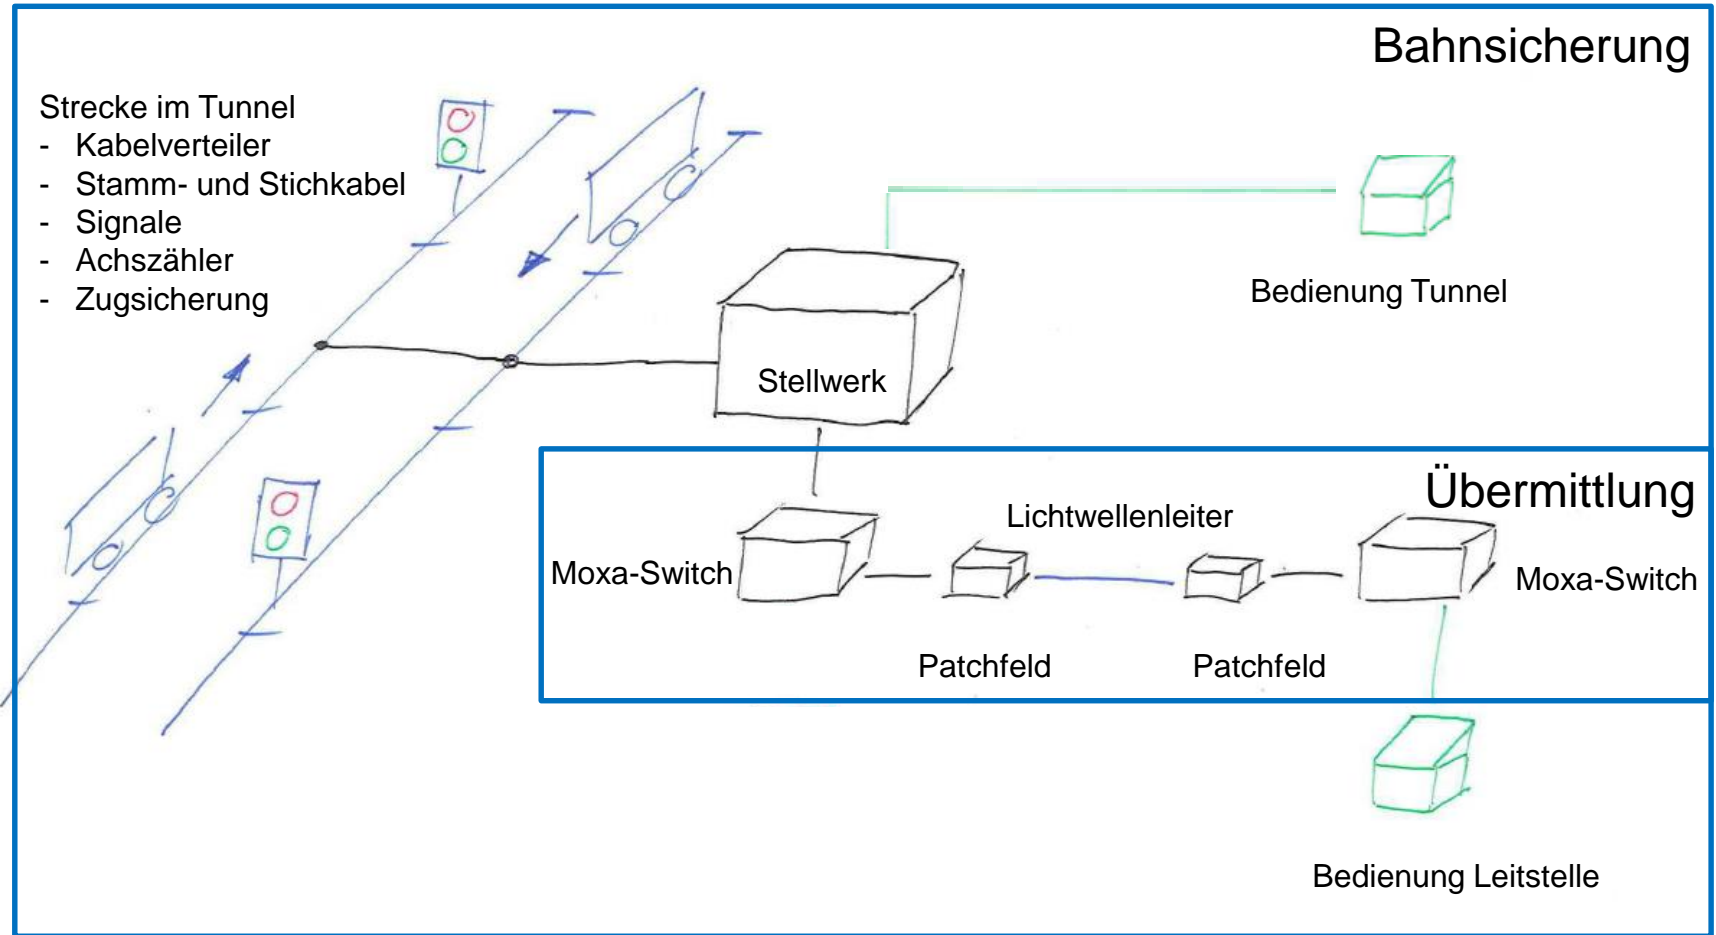 Bahnsicherung
Strecke im Tunnel
- Kabelverteiler
- Stamm- und Stichkabel
- Signale
- Achszähler
- Zugsicherung
Bedienung Tunnel
Stellwerk
Übermittlung
Lichtwellenleiter
Moxa-Switch
Moxa-Switch
Patchfeld
Patchfeld
Bedienung Leitstelle